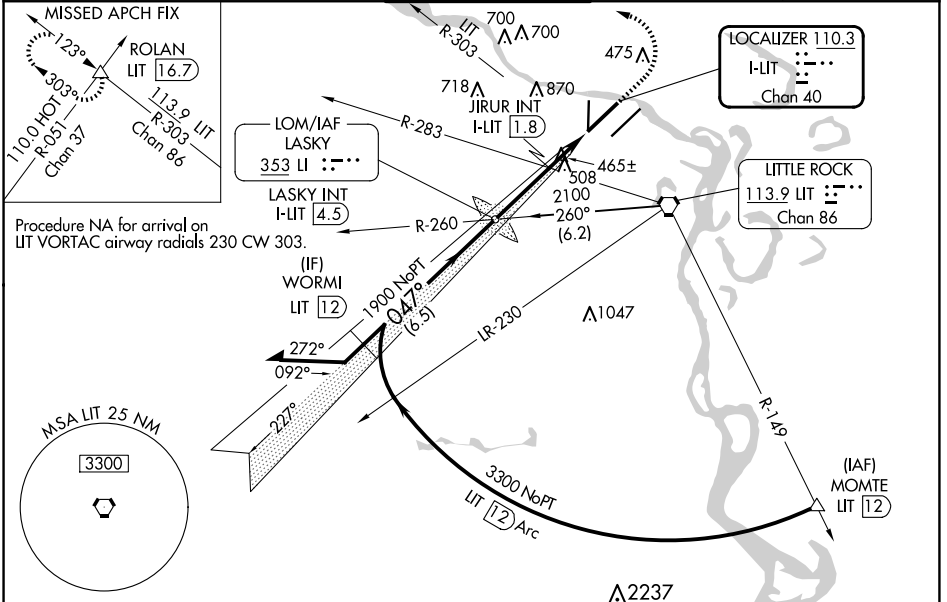 MISSED APCH FIX
123°
303°
ROLAN
LIT 16.7
110.0 HOT
R-051
Chan 37
113.9 LIT
R-303
Chan 86
Procedure NA for arrival on
LIT VORTAC airway radials 230 CW 303.
LOM/IAF
LASKY
353 LI
LASKY INT
I-LIT 4.5
(IF)
WORMI
LIT 12
LIT
R-303
700
700
475
718
870
JIRUR INT
I-LIT 1.8
R-283
R-260
465±
508
2100
260°
(6.2)
LOCALIZER 110.3
I-LIT
Chan 40
LITTLE ROCK
113.9 LIT
Chan 86
1900 NoPT
047°
(6.5)
LR-230
1047
272°
092°
227°
R-149
(IAF)
MOMTE
LIT 12
3300 NoPT
LIT 12 Arc
2237
MSA LIT 25 NM
3300